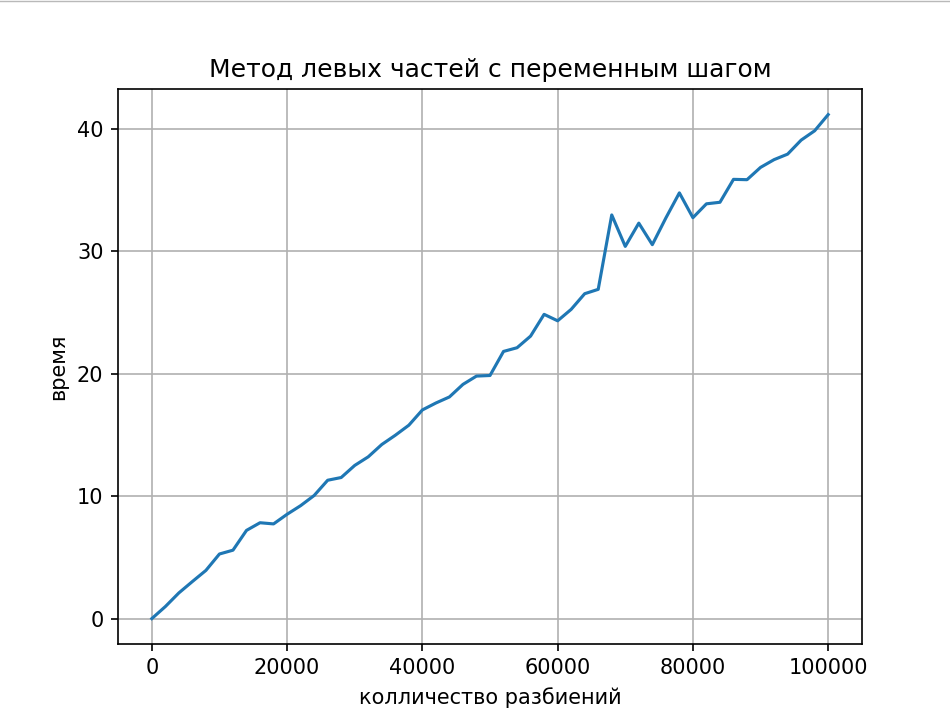 Метод левых частей с переменным шагом
40
30
20
10
0
время
0 20000 40000 60000 80000 100000
колличество разбиений